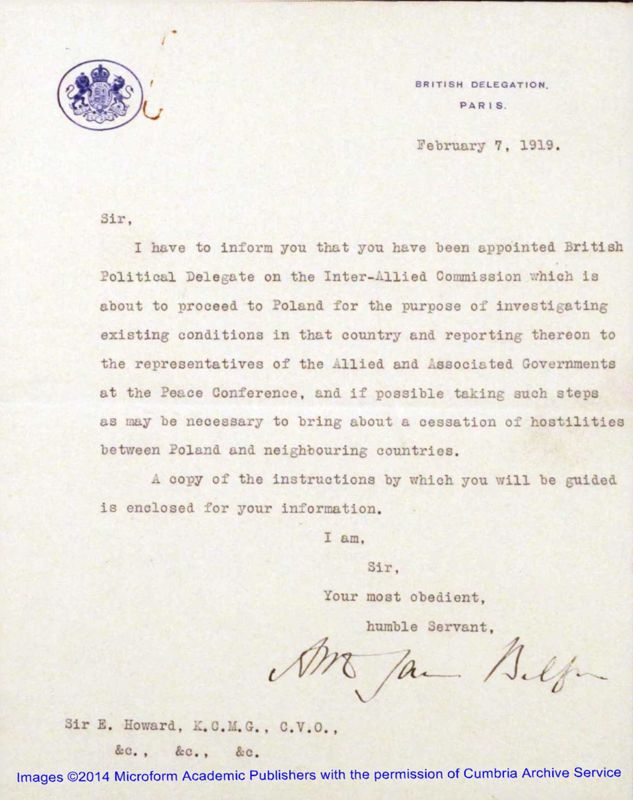 BRITISH DELEGATION,
PARIS.
February 7, 1919.
Sir,
I have to inform you that you have been appointed British
Political Delegate on the Inter-Allied Commission which is
about to proceed to Poland for the purpose of investigating
existing conditions in that country and reporting thereon to
the representatives of the Allied and Associated Governments
at the Peace Conference, and if possible taking such steps
as may be necessary to bring about a cessation of hostilities
between Poland and neighbouring countries.
A copy of the instructions by which you will be guided
is enclosed for your information.
I am,
Sir,
Your most obedient,
humble Servant,
Balfour
Sir E. Howard, K.C.M.G., C.V.O.,
&c., &c., &c.
Images ©2014 Microform Academic Publishers with the permission of Cumbria Archive Service